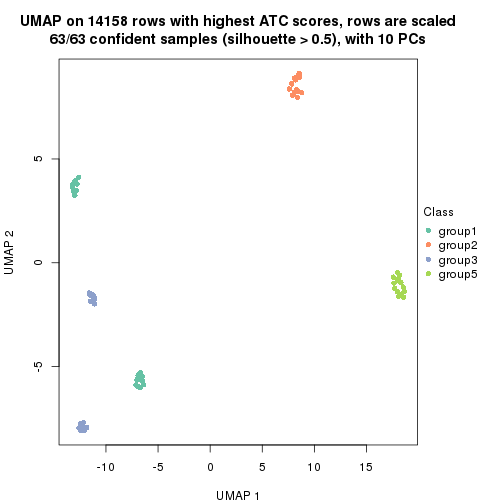 UMAP on 14158 rows with highest ATC scores, rows are scaled
63/63 confident samples (silhouette > 0.5), with 10 PCs
UMAP 2
5
0
-5
-10
-5
0
5
10
15
UMAP 1
Class
group1
group2
group3
group5